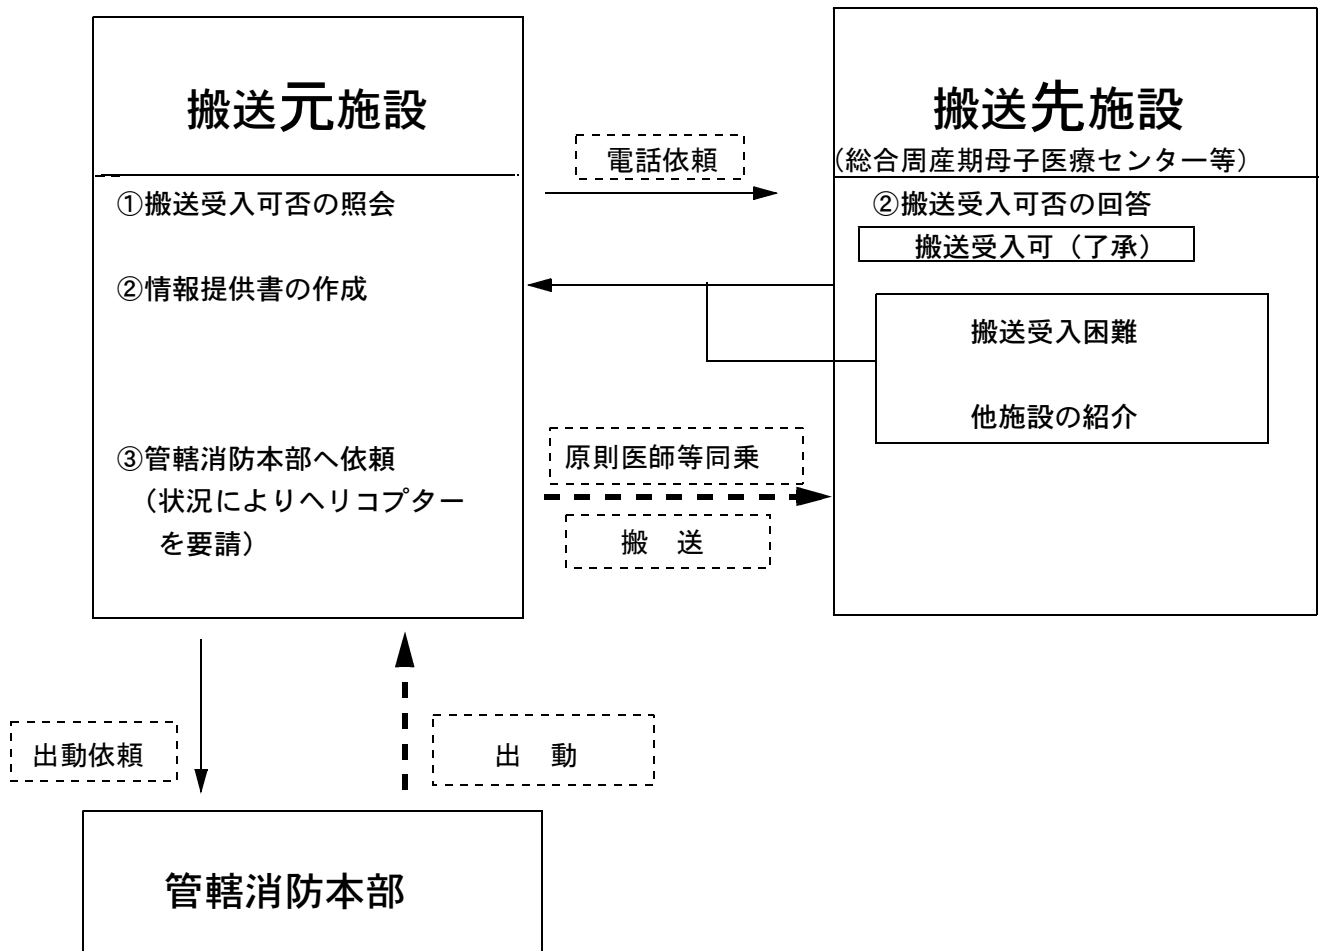 搬送元施設
①搬送受入可否の照会
②情報提供書の作成
③管轄消防本部へ依頼
（状況によりヘリコプター
を要請）
電話依頼
搬送先施設
（総合周産期母子医療センター等）
②搬送受入可否の回答
搬送受入可（了承）
搬送受入困難
他施設の紹介
原則医師等同乗
搬　送
出動依頼
出　動
管轄消防本部